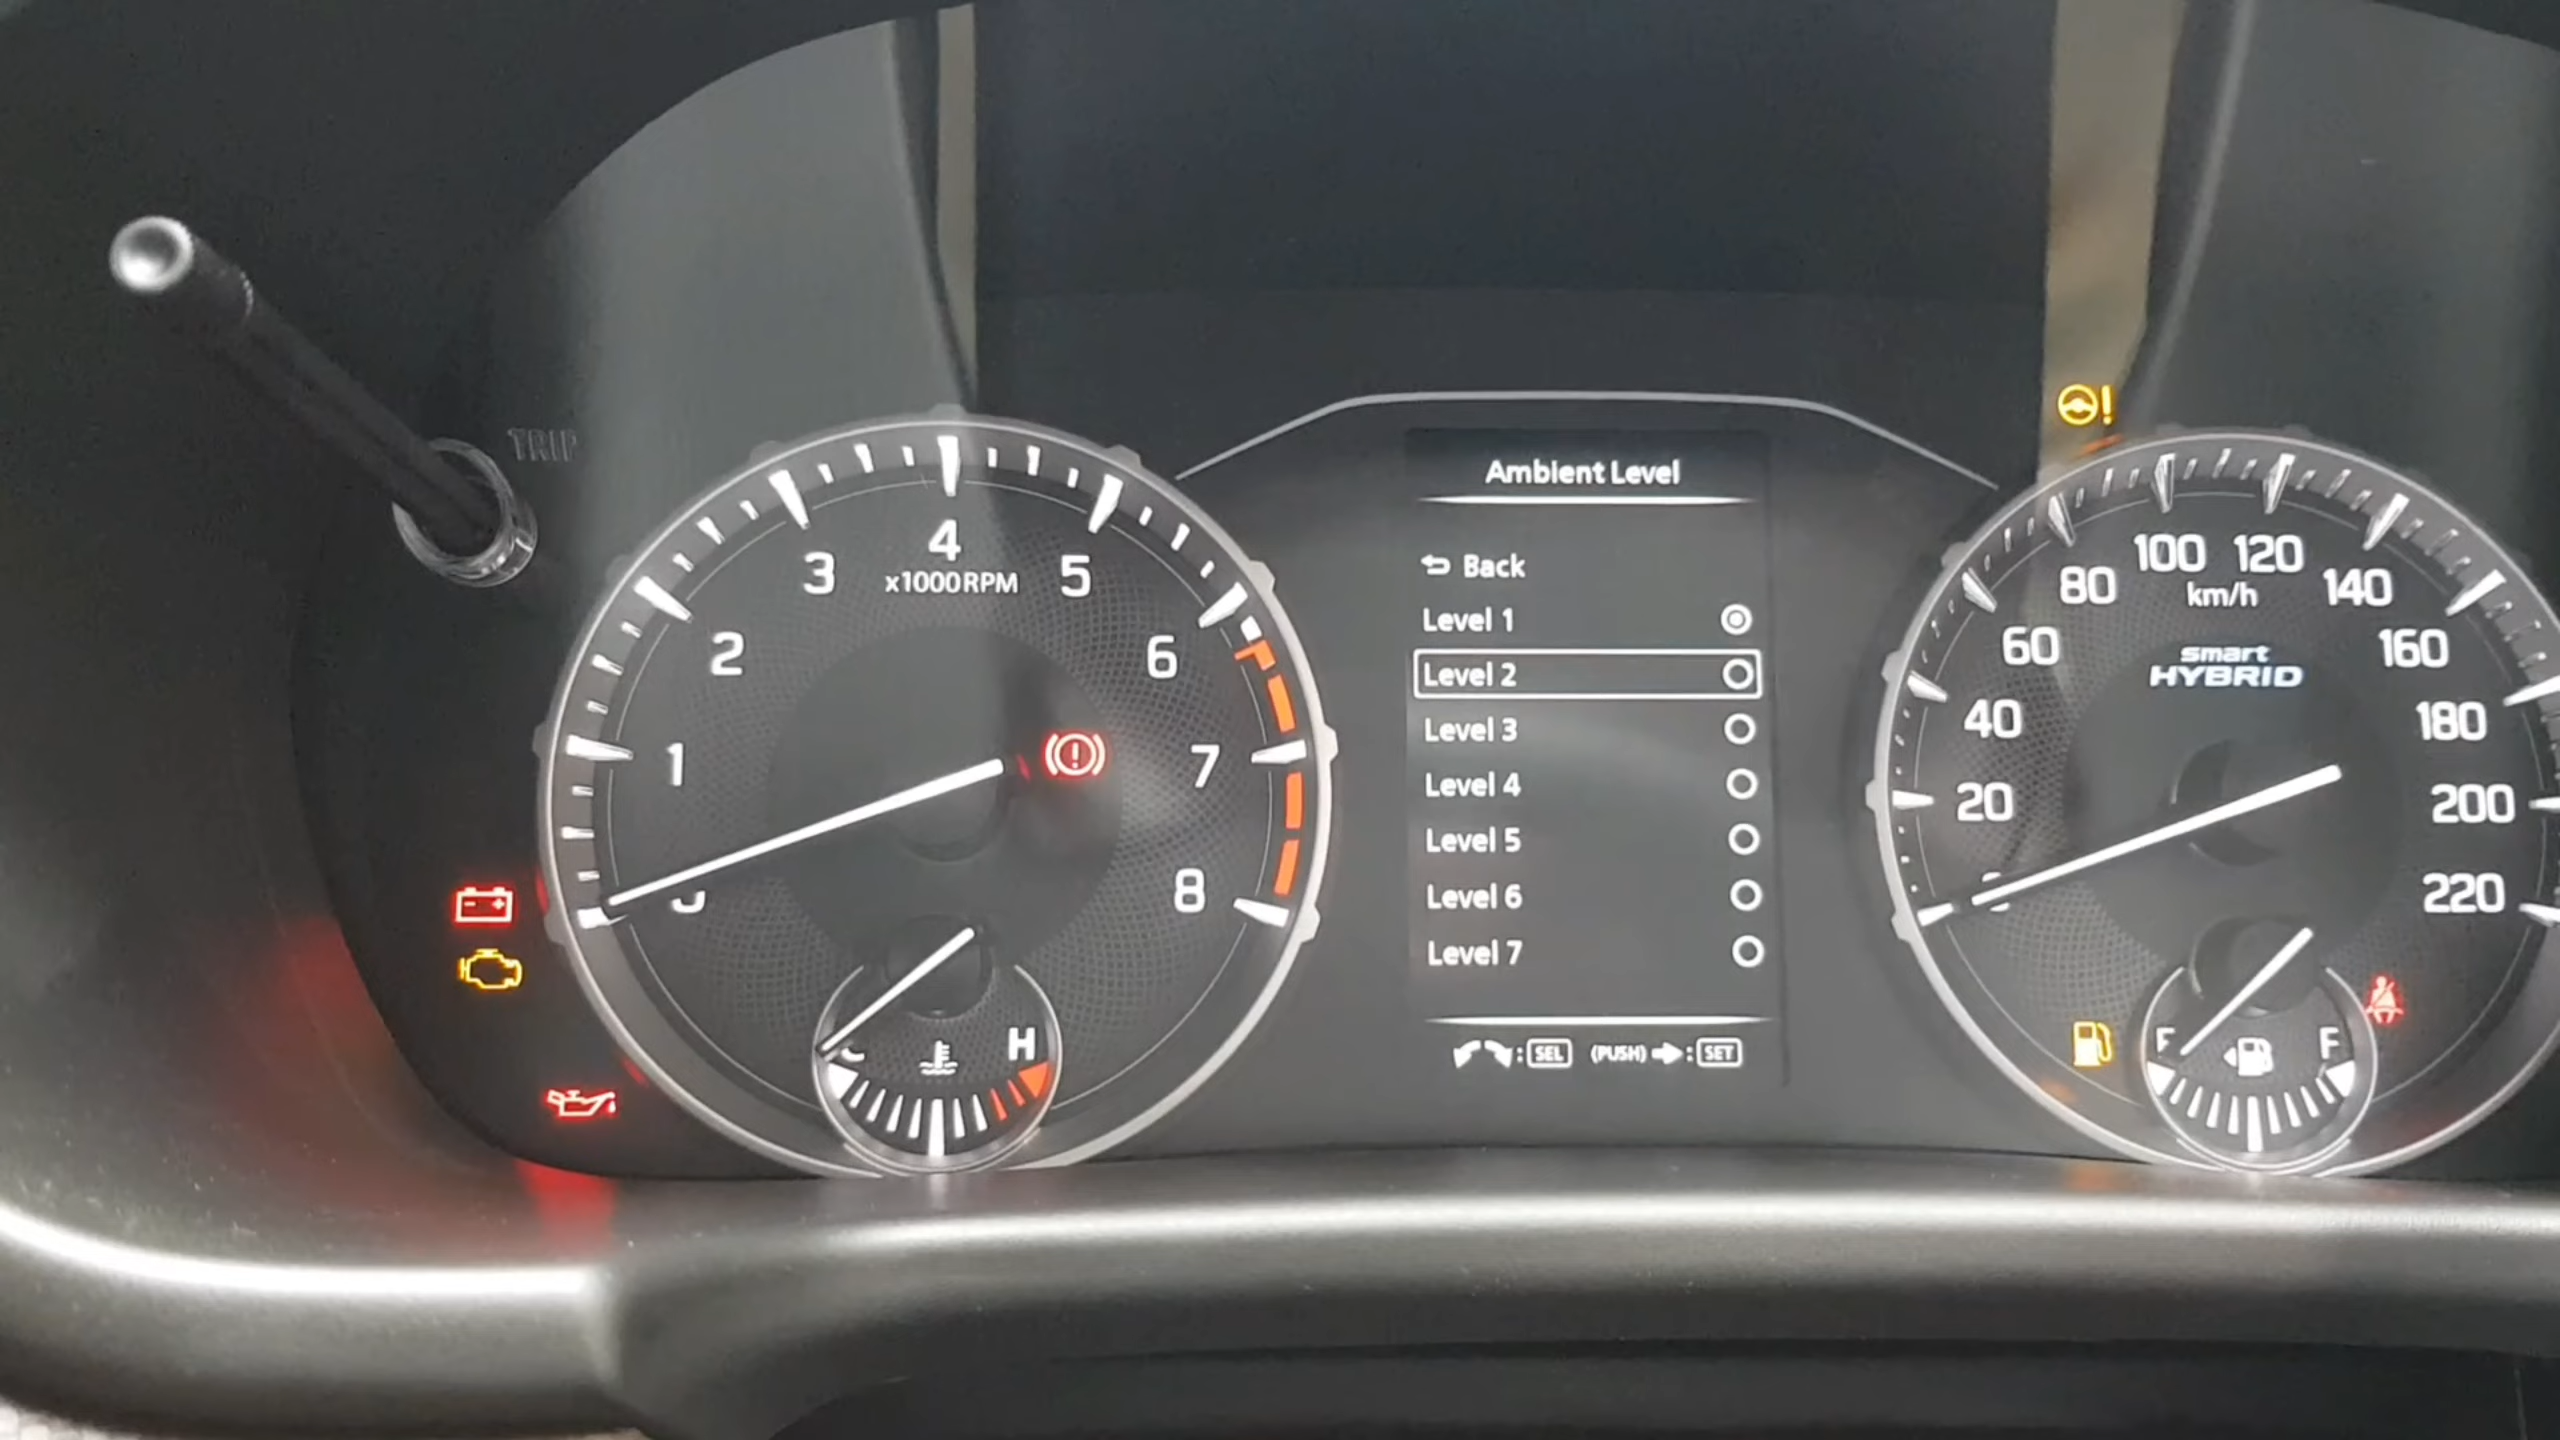 TRIP
4
x1000RPM
3
5
2
6
1
7
8
H
Ambient Level
Back
Level 1
Level 2
Level 3
Level 4
Level 5
Level 6
Level 7
: SEL (PUSH) : SET
100 120
km/h
80
140
60
160
smart
HYBRID
40
180
20
200
220
F